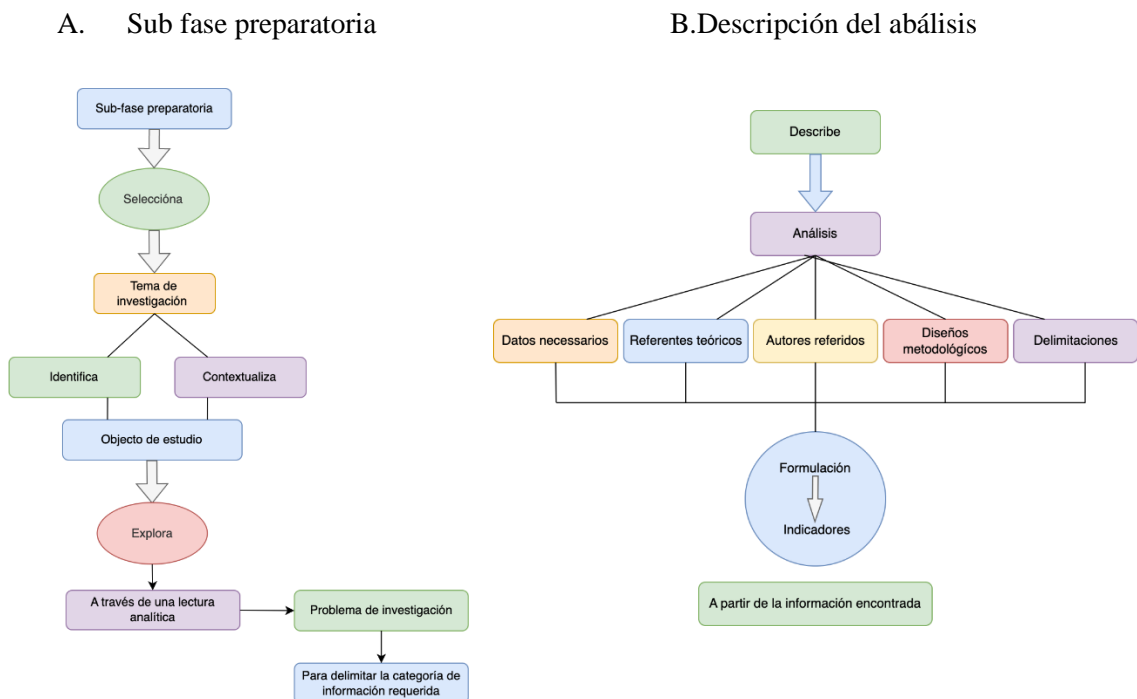 A. Sub fase preparatoria
Sub-fase preparatoria
Seleccióna
Tema de
investigación
Identifica
Contextualiza
Objecto de estudio
Explora
A través de una lectura
analítica
Problema de investigación
Para delimitar la categoría de
información requerida
B.Descripción del abálisis
Describe
Análisis
Datos necessarios
Referentes teóricos
Autores referidos
Diseños
metodológicos
Delimitaciones
Formulación
Indicadores
A partir de la información encontrada